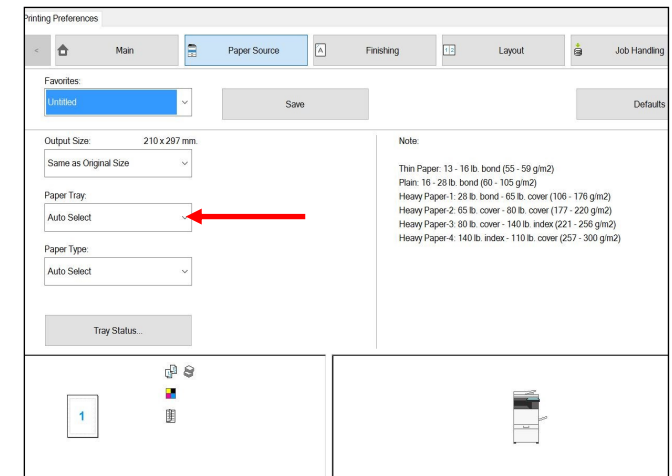 Printing Preferences
< Main Paper Source A Finishing 1 2 Layout Job Handling
Favorites:
Untitled Save Defaults
Output Size: 210 x 297 mm. Note:
Same as Original Size
Thin Paper: 13 - 16 lb. bond (55 - 59 g/m2)
Plain: 16 - 28 lb. bond (60 - 105 g/m2)
Paper Tray:
Heavy Paper-1: 28 lb. bond - 65 lb. cover (106 - 176 g/m2)
Auto Select
Heavy Paper-2: 65 lb. cover - 80 lb. cover (177 - 220 g/m2)
Heavy Paper-3: 80 lb. cover - 140 lb. index (221 - 256 g/m2)
Heavy Paper-4: 140 lb. index - 110 lb. cover (257 - 300 g/m2)
Paper Type:
Auto Select
Tray Status...
1